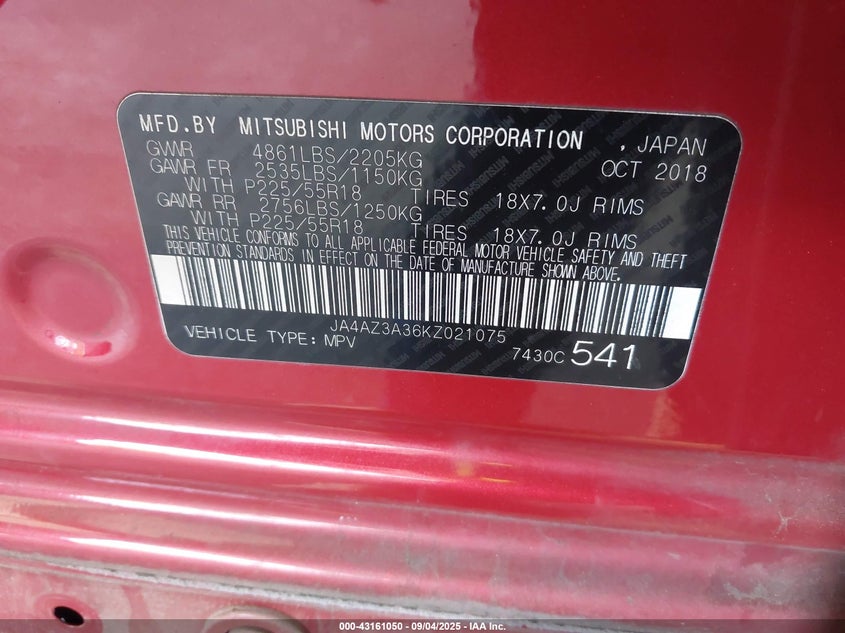 MFD.BY MITSUBISHI MOTORS CORPORATION , JAPAN
GVWR 4861LBS/2205KG OCT 2018
GAWR FR 2535LBS/1150KG
WITH P225/55R18 TIRES 18X7.0J RIMS
GAWR RR 2756LBS/1250KG
WITH P225/55R18 TIRES 18X7.0J RIMS
THIS VEHICLE CONFORMS TO ALL APPLICABLE FEDERAL MOTOR VEHICLE SAFETY AND THEFT
PREVENTION STANDARDS IN EFFECT ON THE DATE OF MANUFACTURE SHOWN ABOVE.
JA4AZ3A36KZ021075
VEHICLE TYPE: MPV 7430C 541
000-43161050 - 09/04/2025 - IAA Inc.